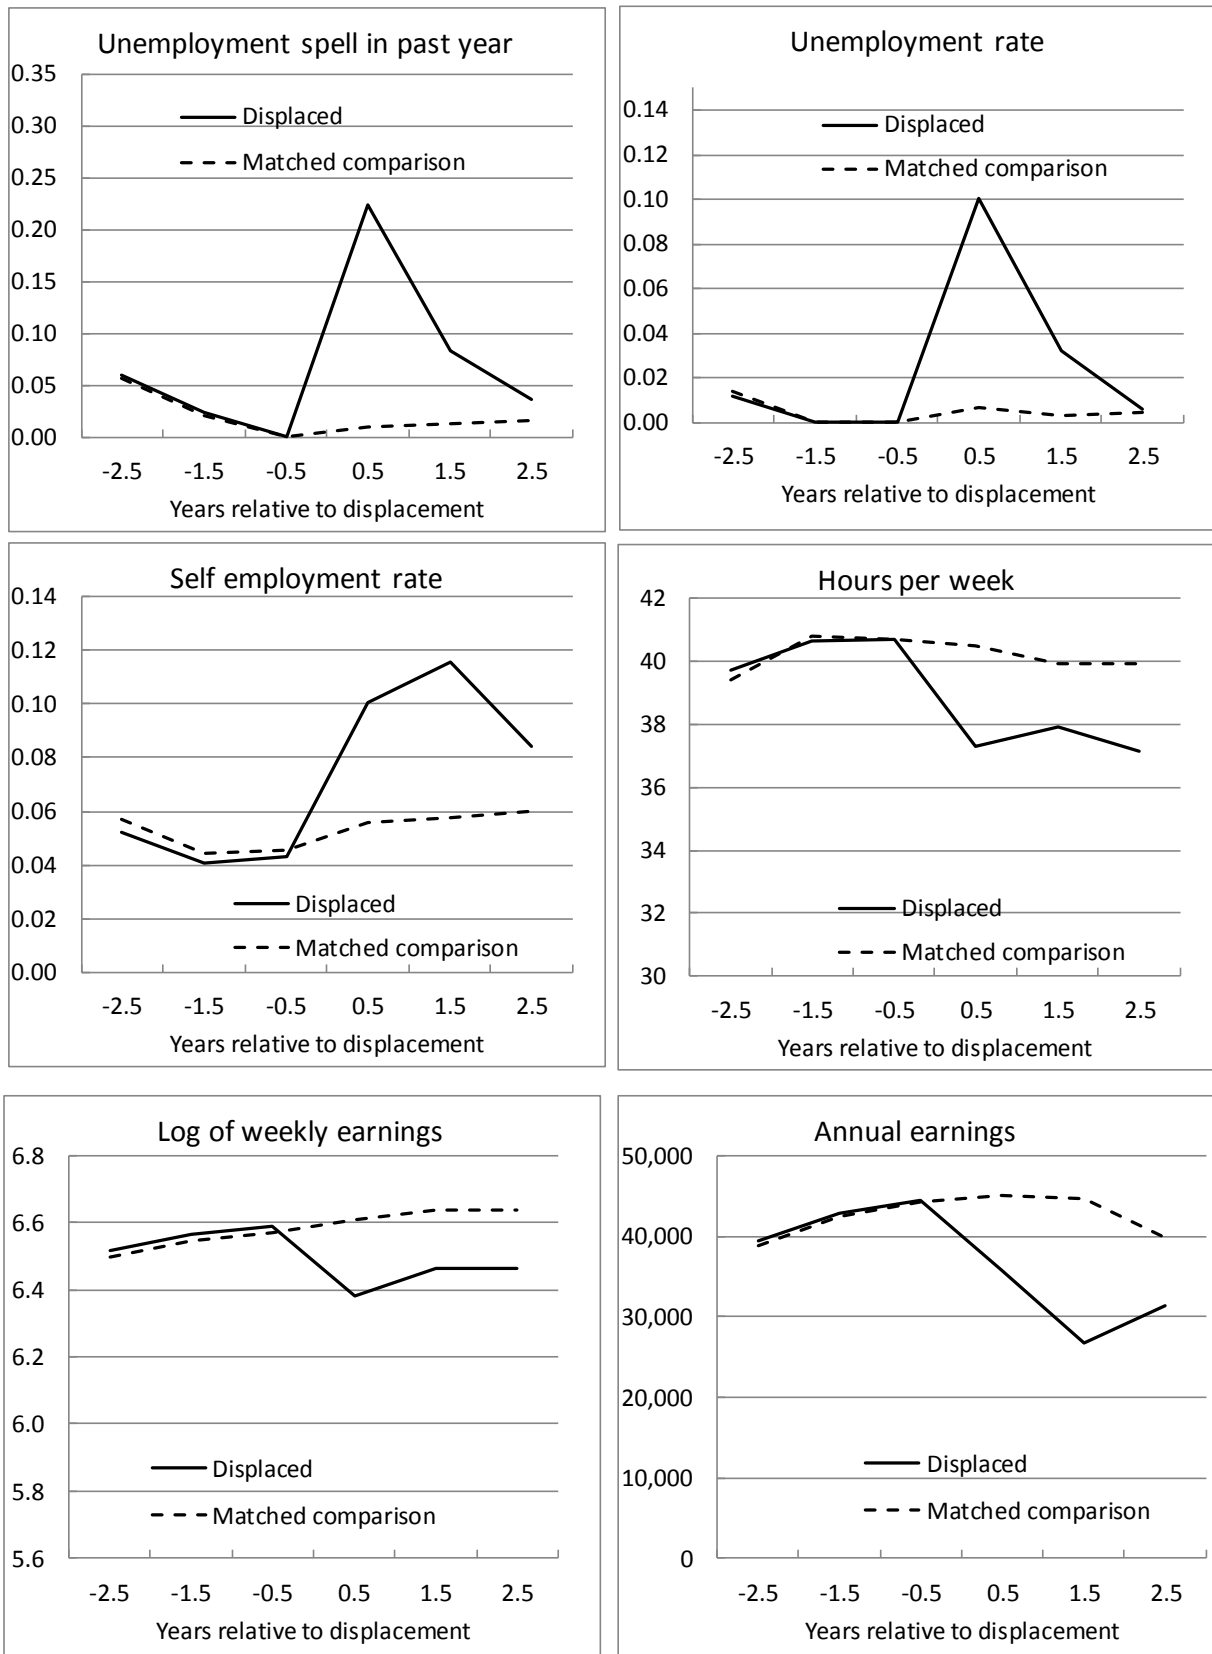 Unemployment spell in past year
0.35
0.30
0.25
0.20
0.15
0.10
0.05
0.00
Displaced
Matched comparison
-2.5 -1.5 -0.5 0.5 1.5 2.5
Years relative to displacement
Unemployment rate
0.14
0.12
0.10
0.08
0.06
0.04
0.02
0.00
Displaced
Matched comparison
-2.5 -1.5 -0.5 0.5 1.5 2.5
Years relative to displacement
Self employment rate
0.14
0.12
0.10
0.08
0.06
0.04
0.02
0.00
Displaced
Matched comparison
-2.5 -1.5 -0.5 0.5 1.5 2.5
Years relative to displacement
Hours per week
42
40
38
36
34
32
30
Displaced
Matched comparison
-2.5 -1.5 -0.5 0.5 1.5 2.5
Years relative to displacement
Log of weekly earnings
6.8
6.6
6.4
6.2
6.0
5.8
5.6
Displaced
Matched comparison
-2.5 -1.5 -0.5 0.5 1.5 2.5
Years relative to displacement
Annual earnings
50,000
40,000
30,000
20,000
10,000
0
Displaced
Matched comparison
-2.5 -1.5 -0.5 0.5 1.5 2.5
Years relative to displacement